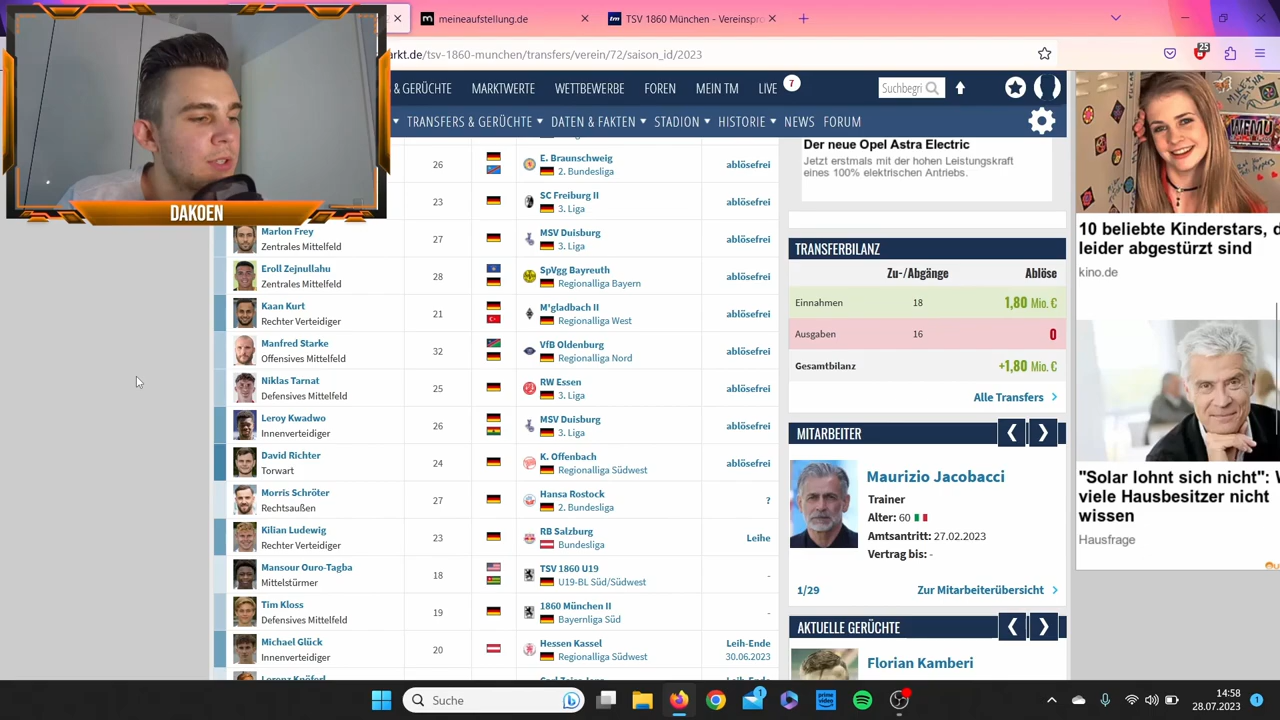 meineaufstellung
TSV 1860 München - Vereinsprofil
rkt.de/tsv-1860-munchen/transfers/verein/72/saison_id/2023
25
& GERÜCHTE
MARKTWERTE
WETTBEWERBE
FOREN
MEIN TM
LIVE
7
Suchbegri
TRANSFERS & GERÜCHTE
DATEN & FAKTEN
STADION
HISTORIE
NEWS
FORUM
DAKOEN
26
E. Braunschweig
2. Bundesliga
ablösefrei
23
SC Freiburg II
3. Liga
ablösefrei
Marlon Frey
Zentrales Mittelfeld
27
MSV Duisburg
3. Liga
ablösefrei
Eroll Zejnullahu
Zentrales Mittelfeld
28
SpVgg Bayreuth
Regionalliga Bayern
ablösefrei
Kaan Kurt
Rechter Verteidiger
21
M'gladbach II
Regionalliga West
ablösefrei
Manfred Starke
Offensives Mittelfeld
32
VfB Oldenburg
Regionalliga Nord
ablösefrei
Niklas Tarnat
Defensives Mittelfeld
25
RW Essen
3. Liga
ablösefrei
Leroy Kwadwo
Innenverteidiger
26
MSV Duisburg
3. Liga
ablösefrei
David Richter
Torwart
24
K. Offenbach
Regionalliga Südwest
ablösefrei
Morris Schröter
Rechtsaußen
27
Hansa Rostock
2. Bundesliga
?
Kilian Ludewig
Rechter Verteidiger
23
RB Salzburg
Bundesliga
Leihe
Mansour Ouro-Tagba
Mittelstürmer
18
TSV 1860 U19
U19-BL Süd/Südwest
-
Tim Kloss
Defensives Mittelfeld
19
1860 München II
Bayernliga Süd
-
Michael Glück
Innenverteidiger
20
Hessen Kassel
Regionalliga Südwest
Leih-Ende
30.06.2023
Der neue Opel Astra Electric
Jetzt erstmals mit der hohen Leistungskraft
eines 100% elektrischen Antriebs.
TRANSFERBILANZ
Zu-/Abgänge
Ablöse
Einnahmen
18
1,80 Mio. €
Ausgaben
16
0
Gesamtbilanz
+1,80 Mio. €
Alle Transfers
MITARBEITER
Maurizio Jacobacci
Trainer
Alter: 60
Amtsantritt: 27.02.2023
Vertrag bis: -
1/29
Zur Mitarbeiterübersicht
AKTUELLE GERÜCHTE
Florian Kamberi
10 beliebte Kinderstars, d
leider abgestürzt sind
kino.de
"Solar lohnt sich nicht": W
viele Hausbesitzer nicht
wissen
Hausfrage
Suche
prime
video
1
14:58
28.07.2023
1